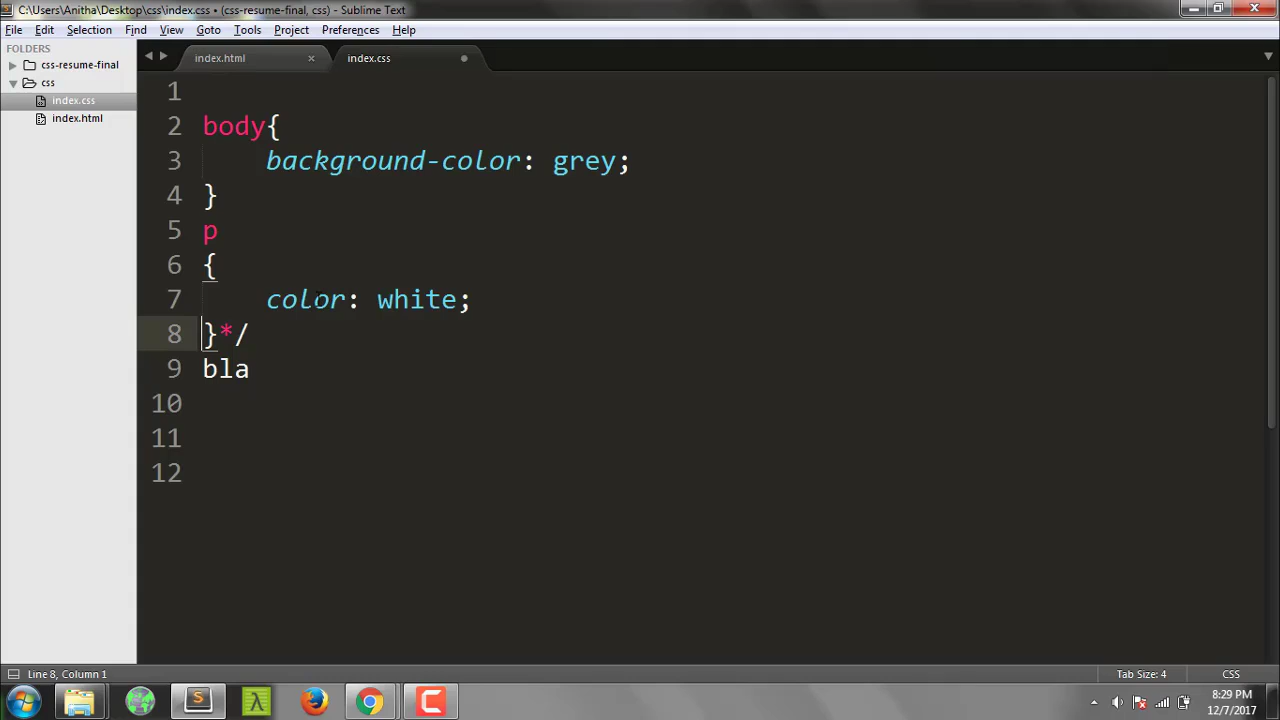 C:\Users\Anitha\Desktop\css\index.css • (css-resume-final, css) - Sublime Text
File Edit Selection Find View Goto Tools Project Preferences Help
FOLDERS
css-resume-final
css
index.css
index.html
index.html × index.css
1
2 body{
3 background-color: grey;
4 }
5 p
6 {
7 color: white;
8 }*/
9 bla
10
11
12
Line 8, Column 1
Tab Size: 4
CSS
8:29 PM
12/7/2017